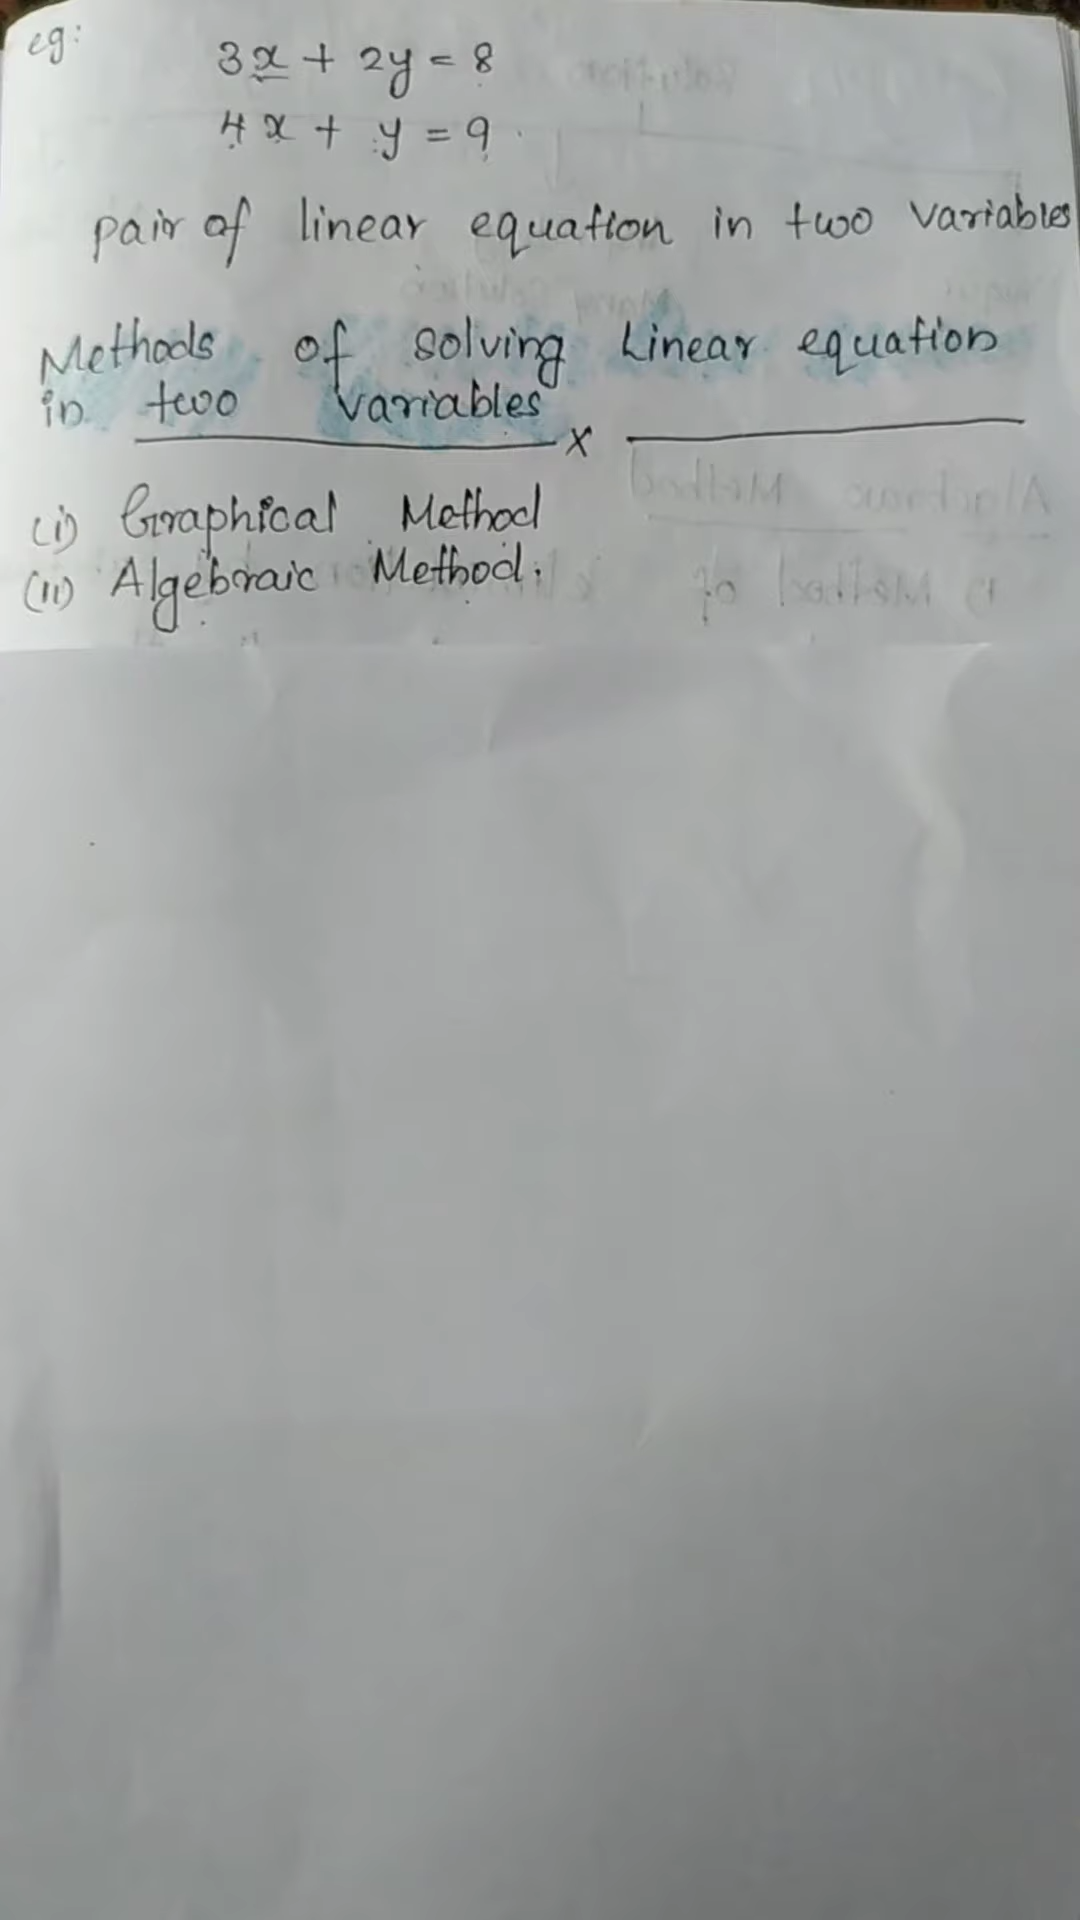 eg:
3x + 2y = 8
4x + y = 9.
pair of linear equation in two variables
Methods of solving Linear equation
in two variables
x
(i) Graphical Method
(ii) Algebraic Method.